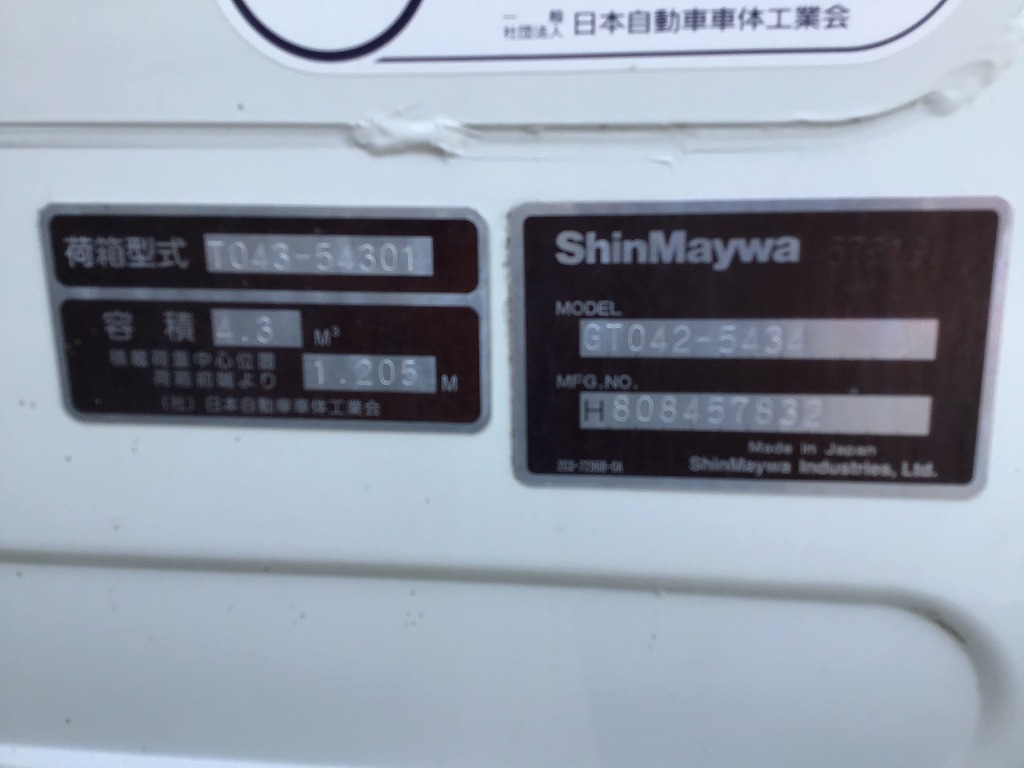 一般
社団法人 日本自動車車体工業会
荷箱型式 T043-54301
容積 4.3 M³
積載荷重中心位置
荷箱前端より 1.205 M
(社)日本自動車車体工業会
ShinMaywa
MODEL
GT042-5434
MFG.NO.
H808457832
Made in Japan
ShinMaywa Industries, Ltd.